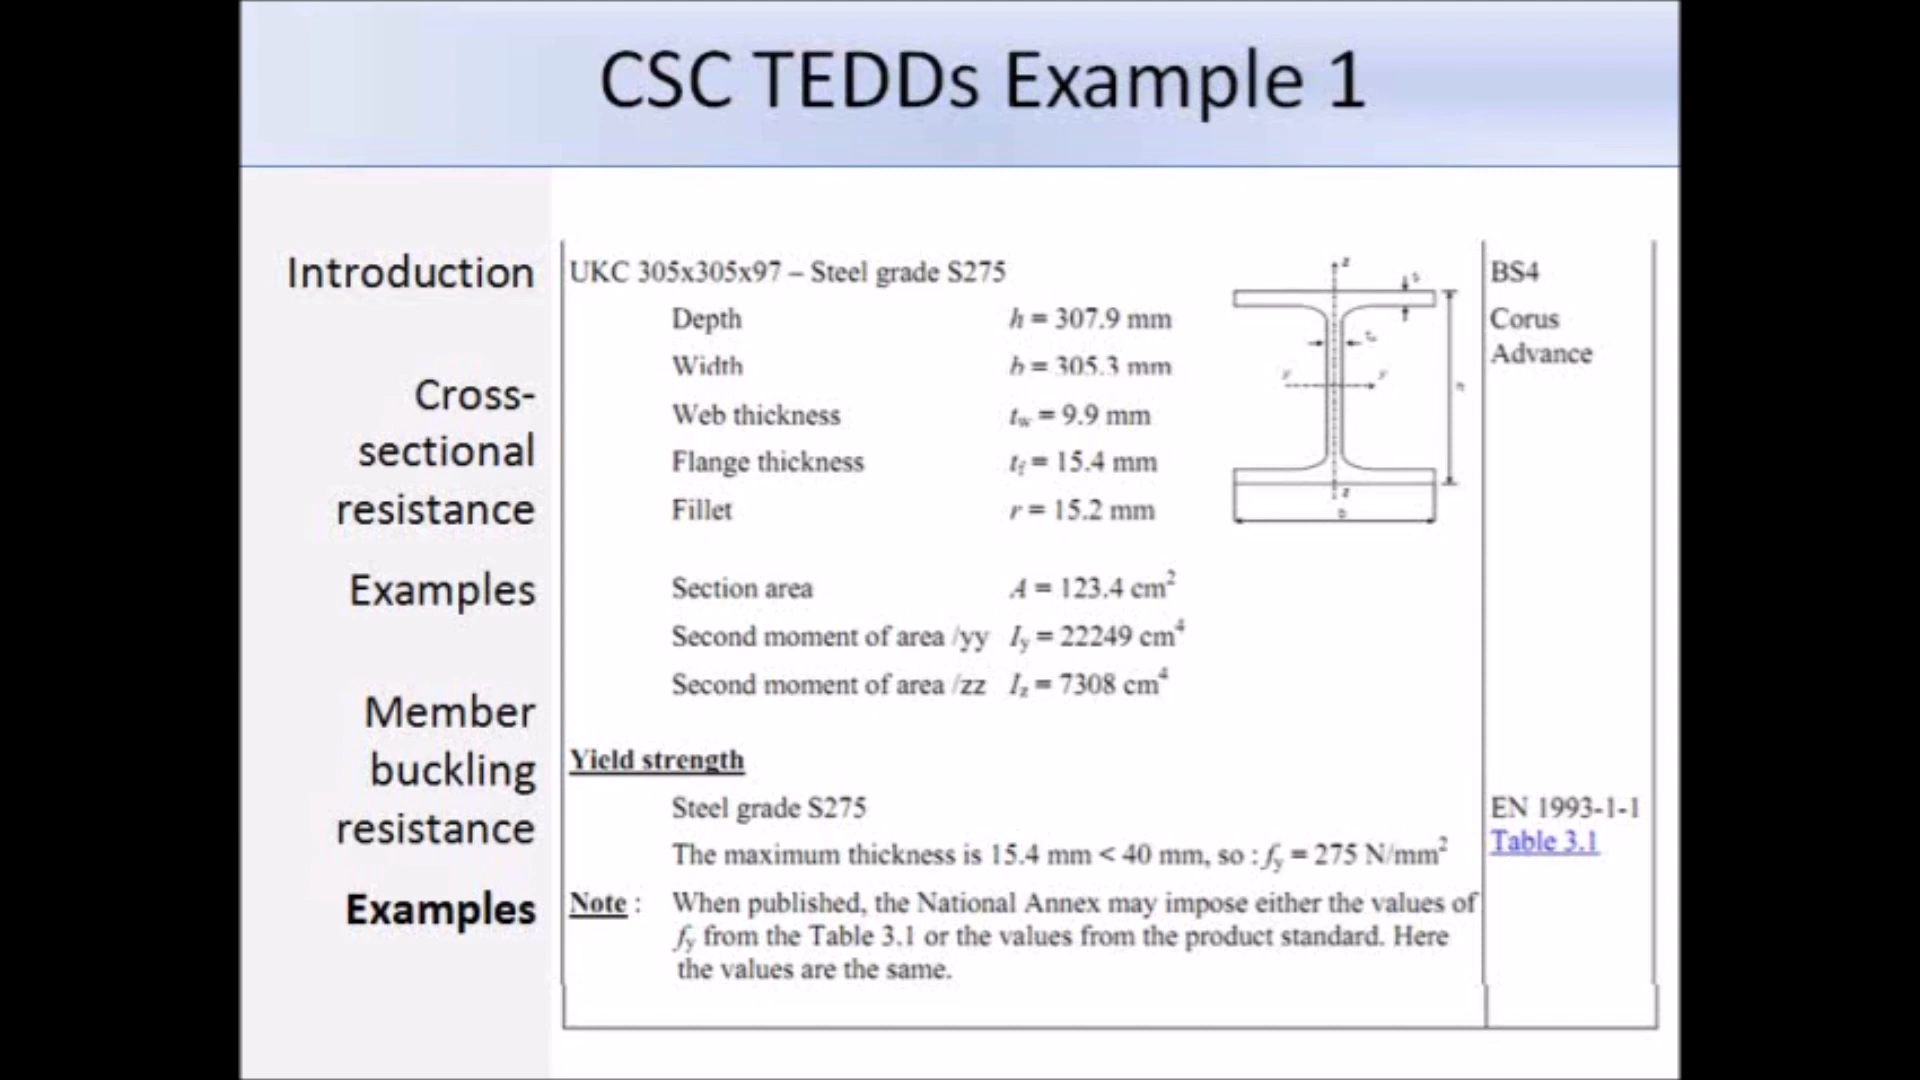 CSC TEDDs Example 1
Introduction
Cross-
sectional
resistance
Examples
Member
buckling
resistance
Examples
UKC 305x305x97 – Steel grade S275
Depth h = 307.9 mm
Width b = 305.3 mm
Web thickness tw = 9.9 mm
Flange thickness tf = 15.4 mm
Fillet r = 15.2 mm
Section area A = 123.4 cm²
Second moment of area /yy Iy = 22249 cm⁴
Second moment of area /zz Iz = 7308 cm⁴
Yield strength
Steel grade S275
The maximum thickness is 15.4 mm < 40 mm, so : fy = 275 N/mm²
Note : When published, the National Annex may impose either the values of
fy from the Table 3.1 or the values from the product standard. Here
the values are the same.
z
z
b
BS4
Corus
Advance
EN 1993-1-1
Table 3.1